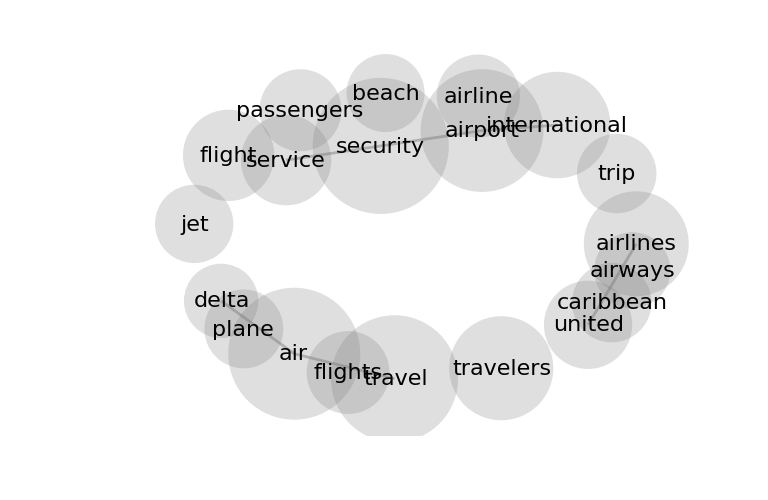 beach
airline
passengers
international
airport
security
flight
service
trip
jet
airlines
airways
delta
caribbean
united
plane
air
travelers
flights
travel